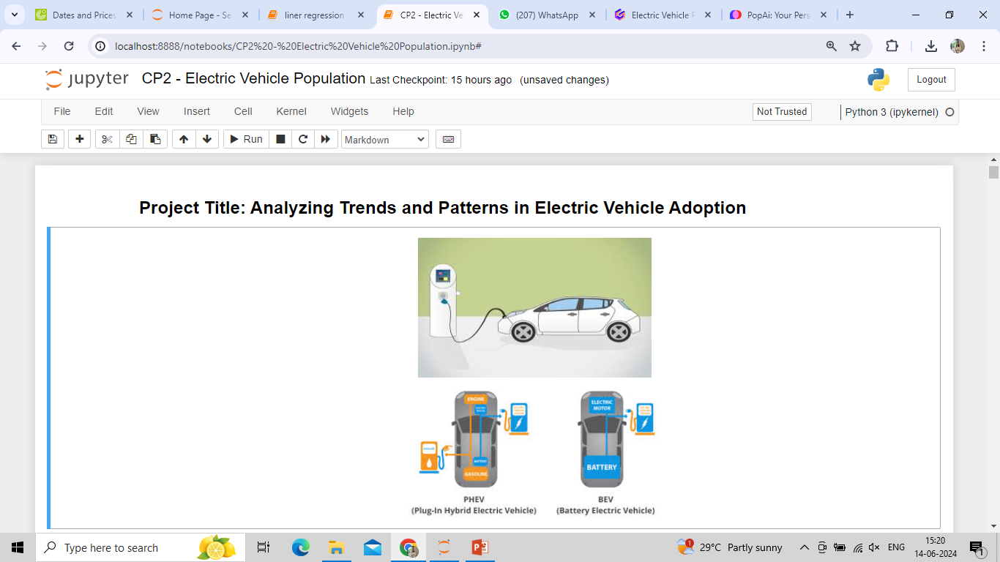 Dates and Prices
Home Page - Se
liner regression
CP2 - Electric Ve
(207) WhatsApp
Electric Vehicle P
PopAi: Your Pers
localhost:8888/notebooks/CP2%20-%20Electric%20Vehicle%20Population.ipynb#
jupyter CP2 - Electric Vehicle Population Last Checkpoint: 15 hours ago (unsaved changes)
Logout
File Edit View Insert Cell Kernel Widgets Help
Not Trusted Python 3 (ipykernel)
Run Markdown
Project Title: Analyzing Trends and Patterns in Electric Vehicle Adoption
ENGINE
BATTERY
GASOLINE
ELECTRIC
MOTOR
BATTERY
PHEV
(Plug-In Hybrid Electric Vehicle)
BEV
(Battery Electric Vehicle)
Type here to search
1
29°C Partly sunny
ENG
15:20
14-06-2024
1